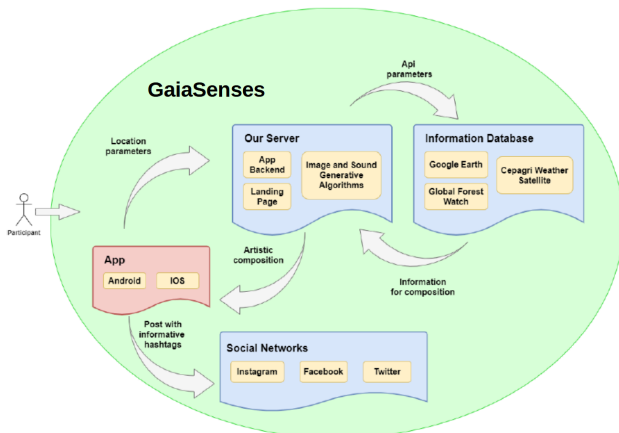 GaiaSenses
Api
parameters
Location
parameters
Our Server
App
Backend
Image and Sound
Generative
Algorithms
Landing
Page
Information Database
Google Earth
Cepagri Weather
Satellite
Global Forest
Watch
Participant
App
Android
IOS
Artistic
composition
Information
for composition
Post with
informative
hashtags
Social Networks
Instagram
Facebook
Twitter